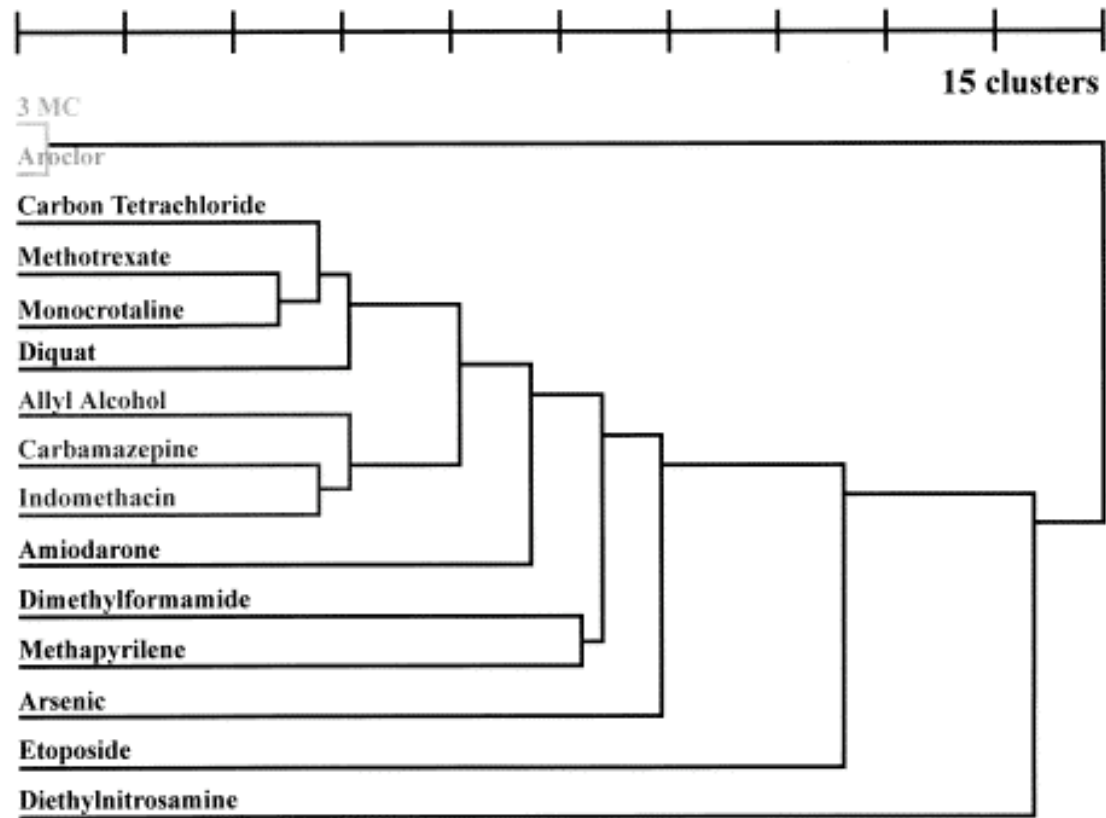 15 clusters
3 MC
Aroclor
Carbon Tetrachloride
Methotrexate
Monocrotaline
Diquat
Allyl Alcohol
Carbamazepine
Indomethacin
Amiodarone
Dimethylformamide
Methapyrilene
Arsenic
Etoposide
Diethylnitrosamine